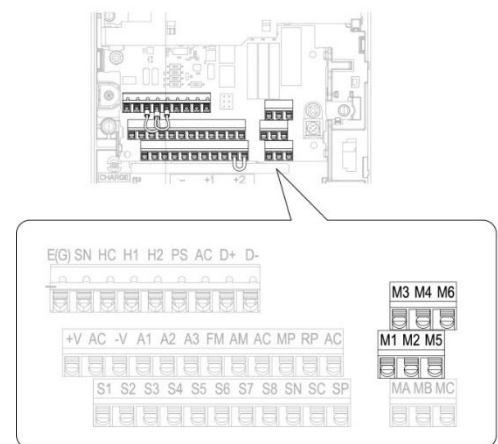 CHARGE
- +1 +2
E(G) SN HC H1 H2 PS AC D+ D-
M3 M4 M6
+V AC -V A1 A2 A3 FM AM AC MP RP AC
M1 M2 M5
S1 S2 S3 S4 S5 S6 S7 S8 SN SC SP
MA MB MC